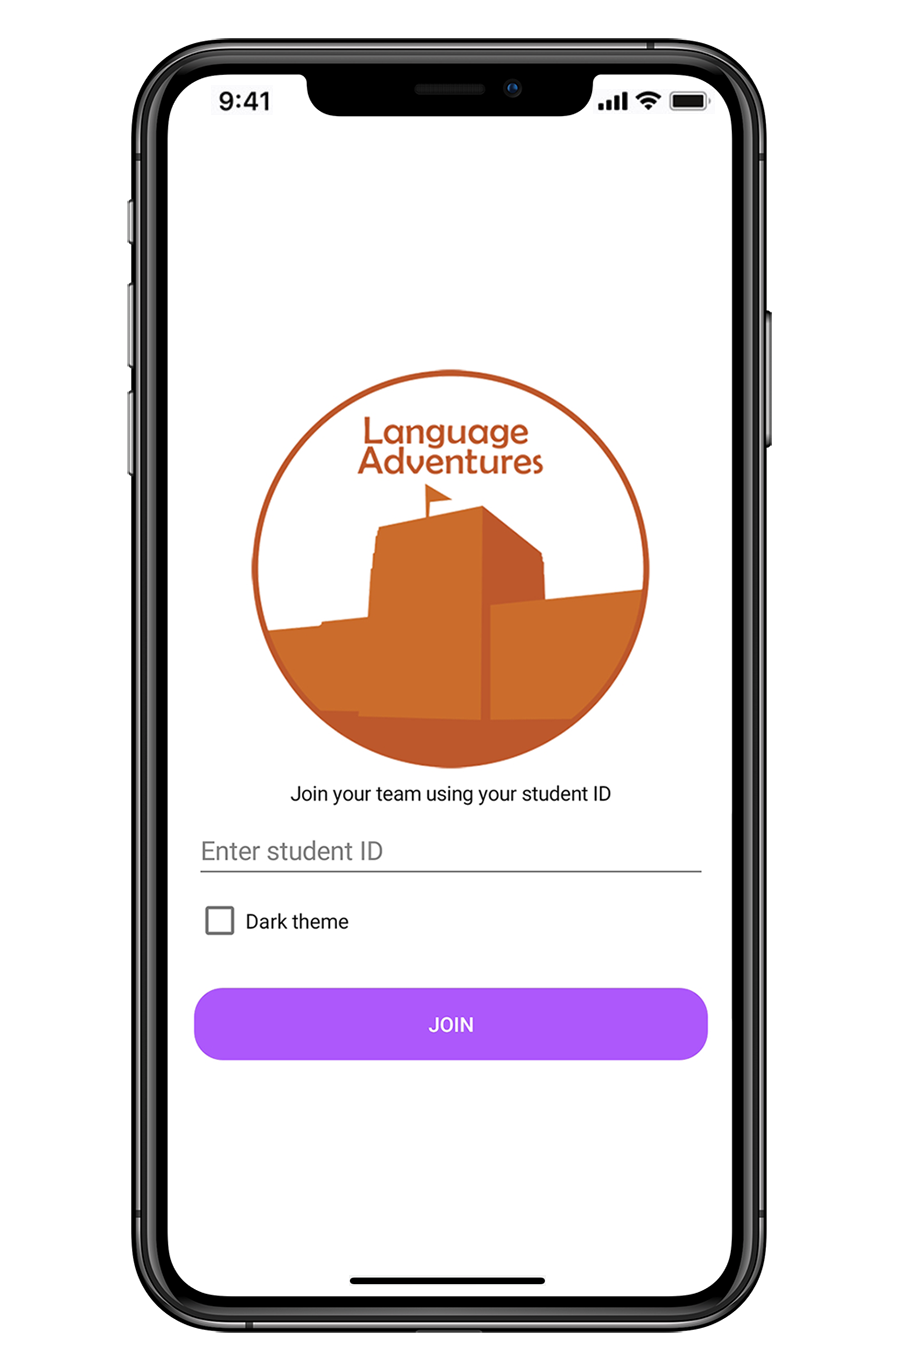 9:41
Language
Adventures
Join your team using your student ID
Enter student ID
Dark theme
JOIN